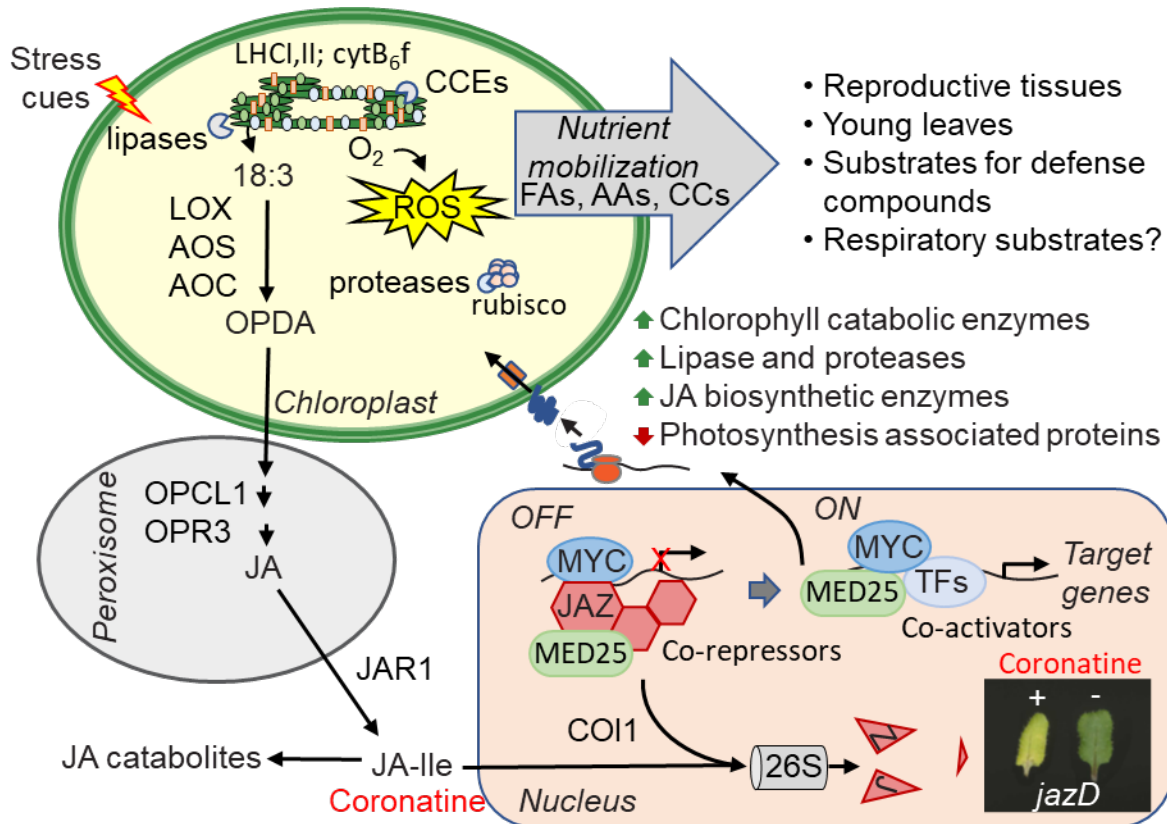 Stress
cues
LHCI,II; cytB6f
CCEs
lipases
18:3
O2
ROS
LOX
AOS
AOC
OPDA
proteases
rubisco
Chloroplast
Nutrient
mobilization
FAs, AAs, CCs
• Reproductive tissues
• Young leaves
• Substrates for defense
compounds
• Respiratory substrates?
Chlorophyll catabolic enzymes
Lipase and proteases
JA biosynthetic enzymes
Photosynthesis associated proteins
Peroxisome
OPCL1
OPR3
JA
JAR1
JA catabolites
JA-Ile
Coronatine
OFF
MYC
X
JAZ
MED25
Co-repressors
ON
MYC
MED25
TFs
Target
genes
Co-activators
COI1
26S
Z
J
Nucleus
Coronatine
+ -
jazD